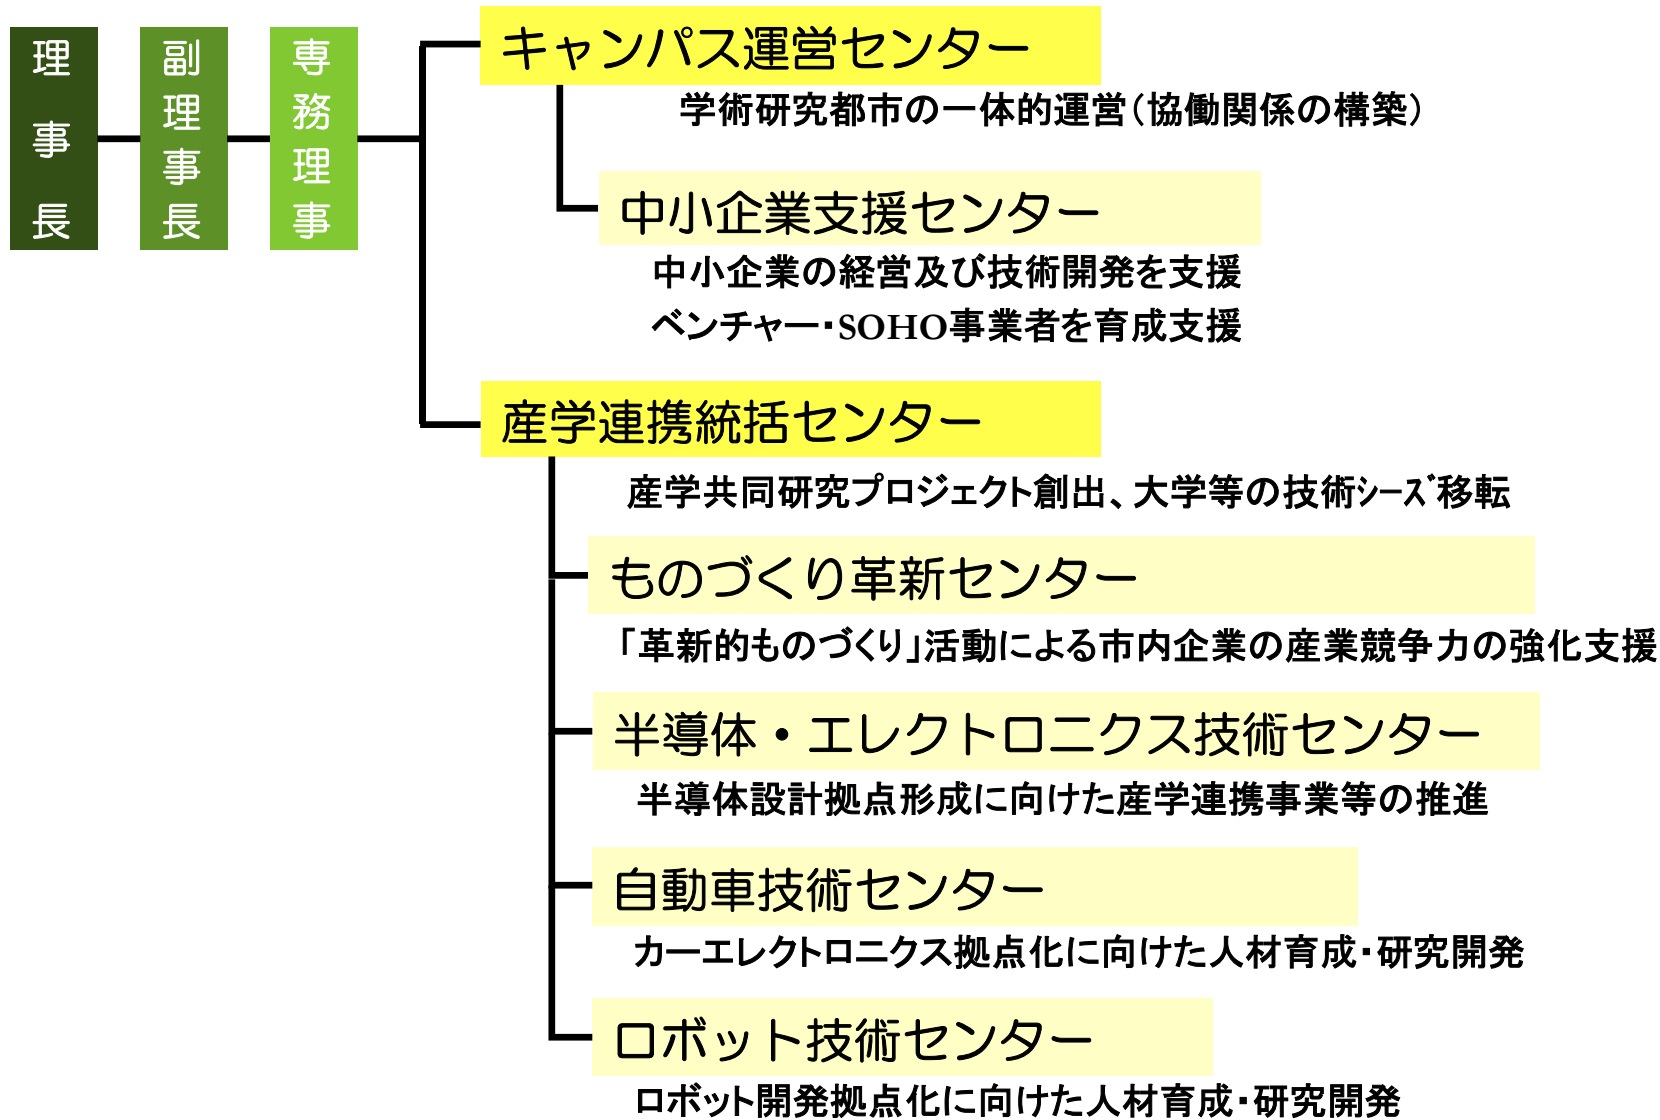 理事長
副理事長
専務理事
キャンパス運営センター
学術研究都市の一体的運営（協働関係の構築）
中小企業支援センター
中小企業の経営及び技術開発を支援
ベンチャー・SOHO事業者を育成支援
産学連携統括センター
産学共同研究プロジェクト創出、大学等の技術ｼｰｽﾞ移転
ものづくり革新センター
「革新的ものづくり」活動による市内企業の産業競争力の強化支援
半導体・エレクトロニクス技術センター
半導体設計拠点形成に向けた産学連携事業等の推進
自動車技術センター
カーエレクトロニクス拠点化に向けた人材育成・研究開発
ロボット技術センター
ロボット開発拠点化に向けた人材育成・研究開発